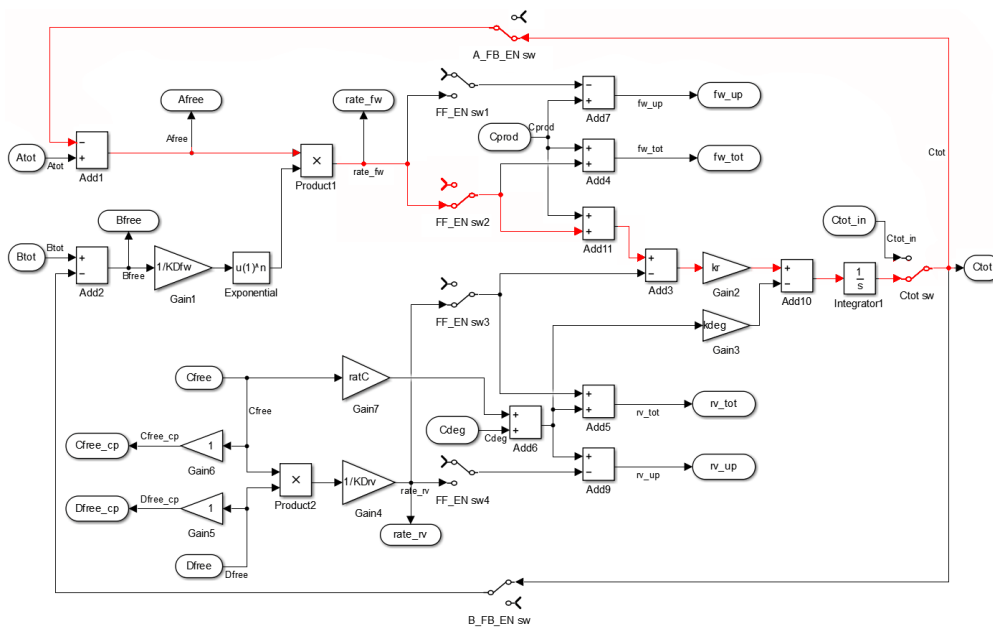 A_FB_EN sw
Afree
rate_fw
Afree
FF_EN sw1
Cprod
Cprod
Add7
fw_up
fw_up
Atot
Atot
Add1
×
Product1
rate_fw
Add4
fw_tot
fw_tot
Ctot
Bfree
FF_EN sw2
Add11
Ctot_in
Ctot_in
Btot
Btot
Add2
Bfree
1/KDfw
Gain1
u(1)^n
Exponential
Add3
kr
Gain2
Add10
1
s
Integrator1
Ctot sw
Ctot
FF_EN sw3
kdeg
Gain3
Cfree
Cfree
ratC
Gain7
Cdeg
Cdeg
Add6
Add5
rv_tot
rv_tot
Cfree_cp
Cfree_cp
1
Gain6
×
Product2
1/KDrv
Gain4
rate_rv
FF_EN sw4
Add9
rv_up
rv_up
Dfree_cp
Dfree_cp
1
Gain5
rate_rv
Dfree
Dfree
B_FB_EN sw